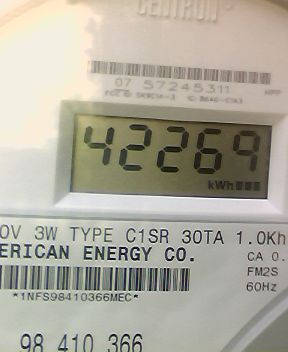 CENTRON
07 57245311
42269
kWh
0V 3W TYPE C1SR 30TA 1.0Kh
ERICAN ENERGY CO.
CA 0.
FM2S
60Hz
*1NFS98410366MEC*
98 410 366